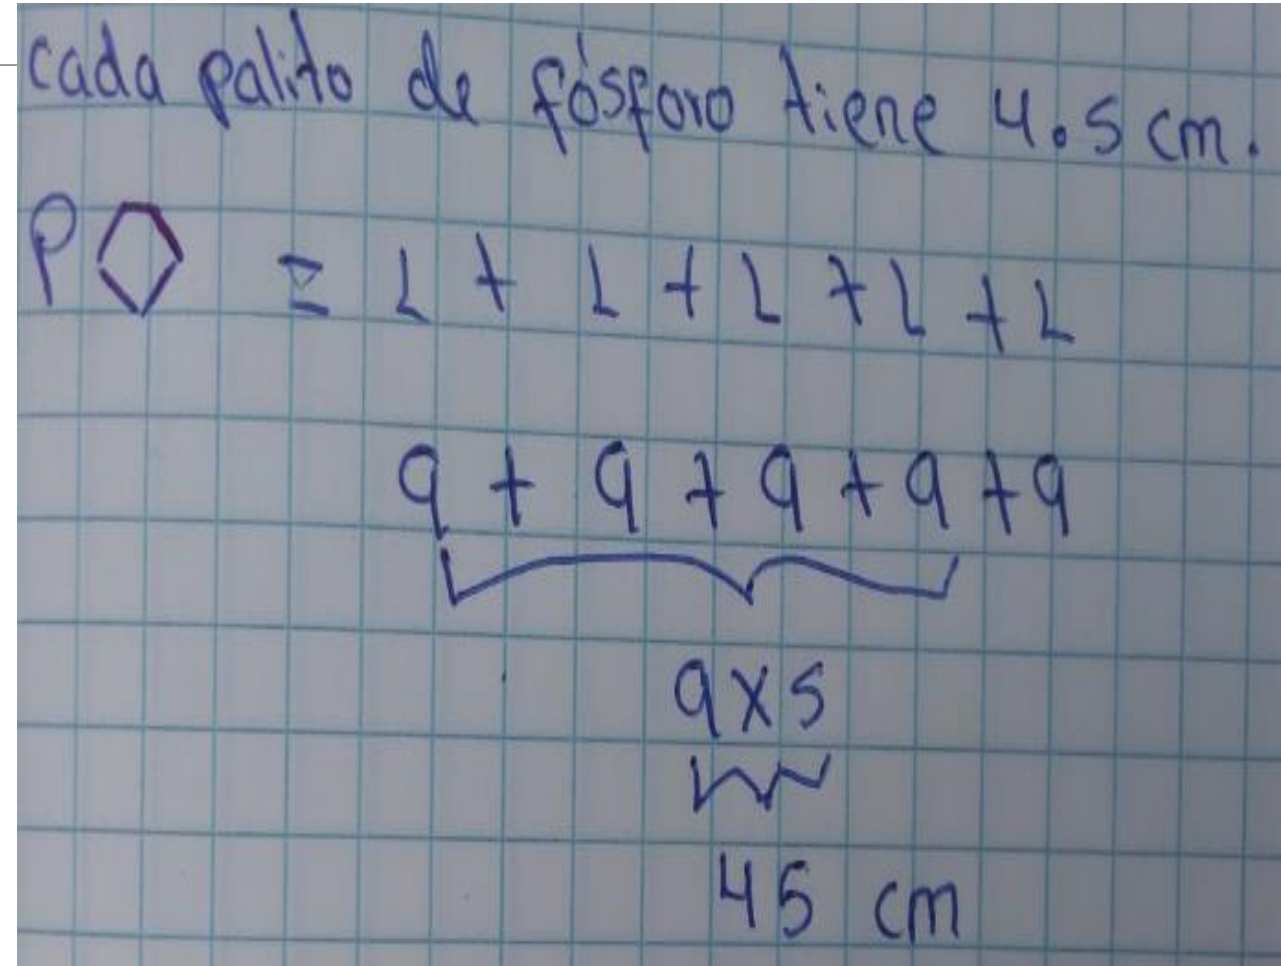 cada palito de fósforo tiene 4.5 cm.
P = L + L + L + L + L
9 + 9 + 9 + 9 + 9
9x5
45 cm